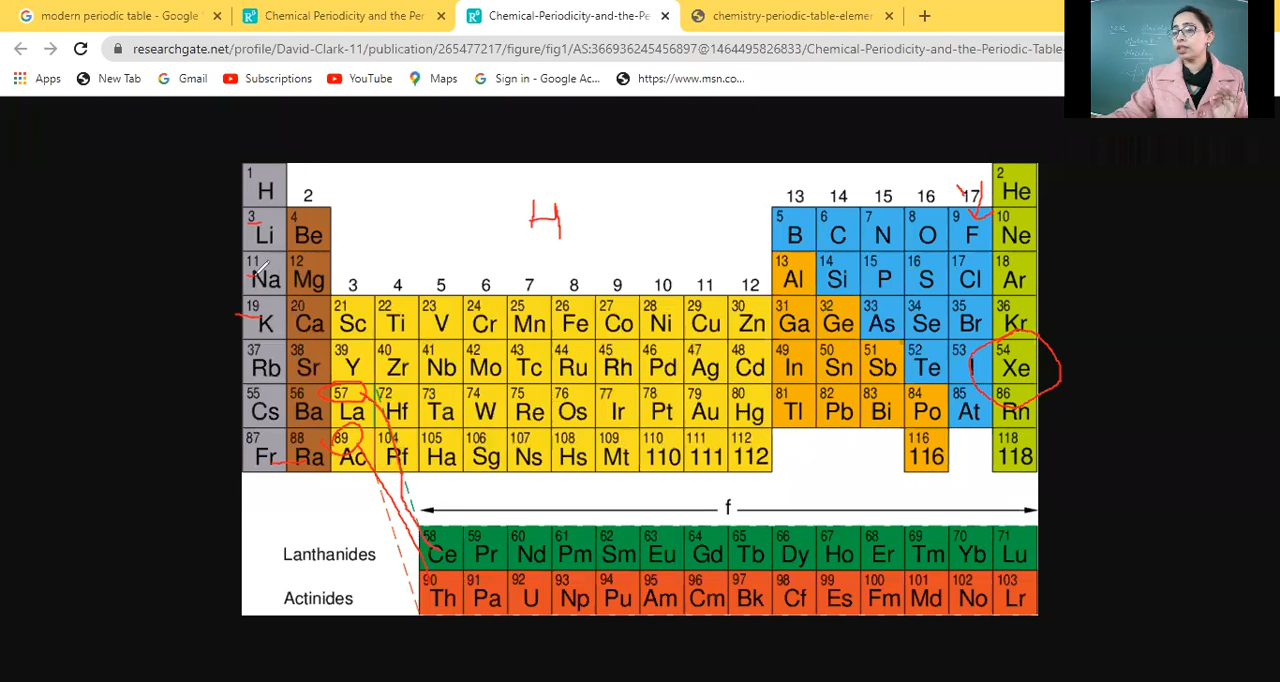 modern periodic table - Google
Chemical Periodicity and the Per
Chemical-Periodicity-and-the-Pe
chemistry-periodic-table-eleme
researchgate.net/profile/David-Clark-11/publication/265477217/figure/fig1/AS:366936245456897@1464495826833/Chemical-Periodicity-and-the-Periodic-Table-
Apps New Tab Gmail Subscriptions YouTube Maps Sign in - Google Ac... https://www.msn.co...
1 2
H 2 He
13 14 15 16 17
3 4 5 6 7 8 9 10
Li Be B C N O F Ne
11 12 13 14 15 16 17 18
Na Mg Al Si P S Cl Ar
3 4 5 6 7 8 9 10 11 12
19 20 21 22 23 24 25 26 27 28 29 30 31 32 33 34 35 36
K Ca Sc Ti V Cr Mn Fe Co Ni Cu Zn Ga Ge As Se Br Kr
37 38 39 40 41 42 43 44 45 46 47 48 49 50 51 52 53 54
Rb Sr Y Zr Nb Mo Tc Ru Rh Pd Ag Cd In Sn Sb Te I Xe
55 56 57 72 73 74 75 76 77 78 79 80 81 82 83 84 85 86
Cs Ba La Hf Ta W Re Os Ir Pt Au Hg Tl Pb Bi Po At Rn
87 88 89 104 105 106 107 108 109 110 111 112 116 118
Fr Ra Ac Rf Ha Sg Ns Hs Mt 110 111 112 116 118
f
58 59 60 61 62 63 64 65 66 67 68 69 70 71
Lanthanides Ce Pr Nd Pm Sm Eu Gd Tb Dy Ho Er Tm Yb Lu
90 91 92 93 94 95 96 97 98 99 100 101 102 103
Actinides Th Pa U Np Pu Am Cm Bk Cf Es Fm Md No Lr